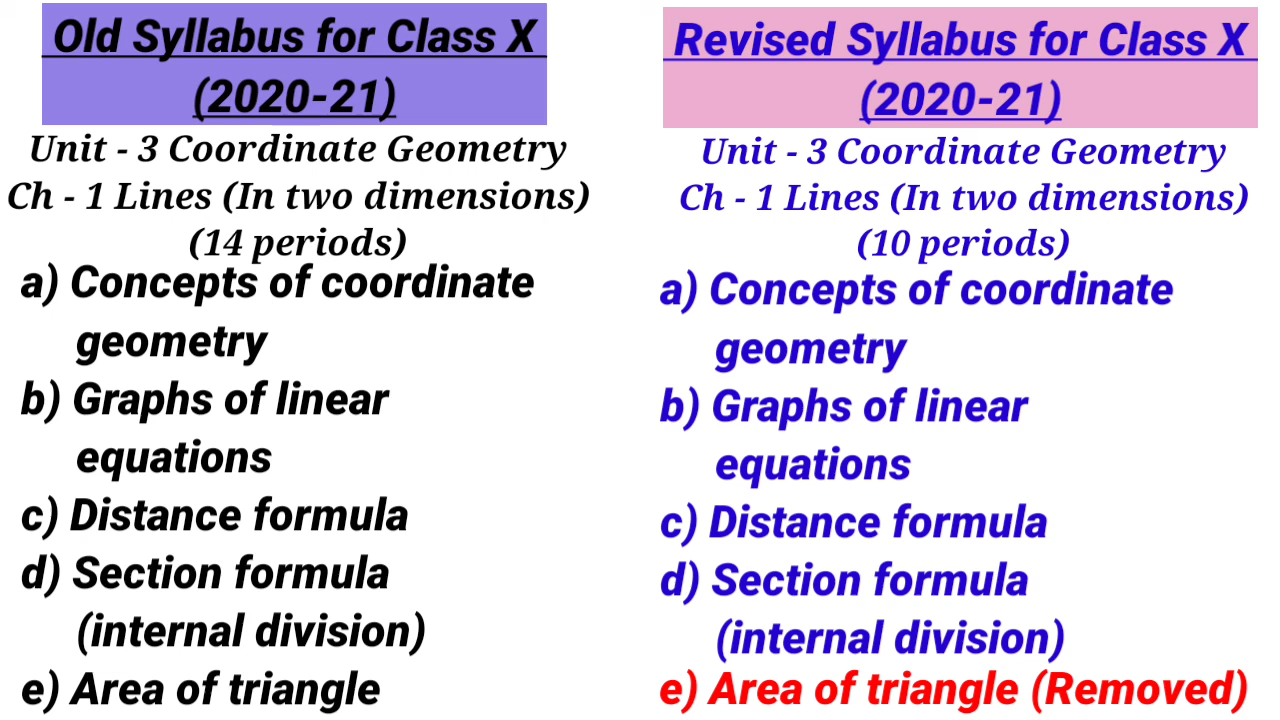 Old Syllabus for Class X
(2020-21)
Unit - 3 Coordinate Geometry
Ch - 1 Lines (In two dimensions)
(14 periods)
a) Concepts of coordinate
geometry
b) Graphs of linear
equations
c) Distance formula
d) Section formula
(internal division)
e) Area of triangle
Revised Syllabus for Class X
(2020-21)
Unit - 3 Coordinate Geometry
Ch - 1 Lines (In two dimensions)
(10 periods)
a) Concepts of coordinate
geometry
b) Graphs of linear
equations
c) Distance formula
d) Section formula
(internal division)
e) Area of triangle (Removed)